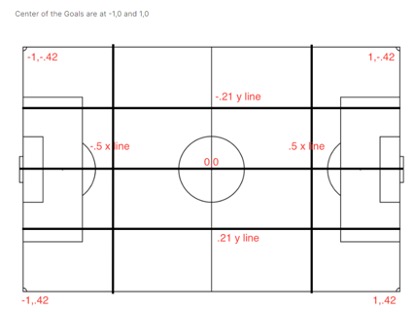 Center of the Goals are at -1,0 and 1,0
-1,-.42
1,-.42
-.21 y line
-.5 x line
.5 x line
0,0
.21 y line
-1,.42
1,.42